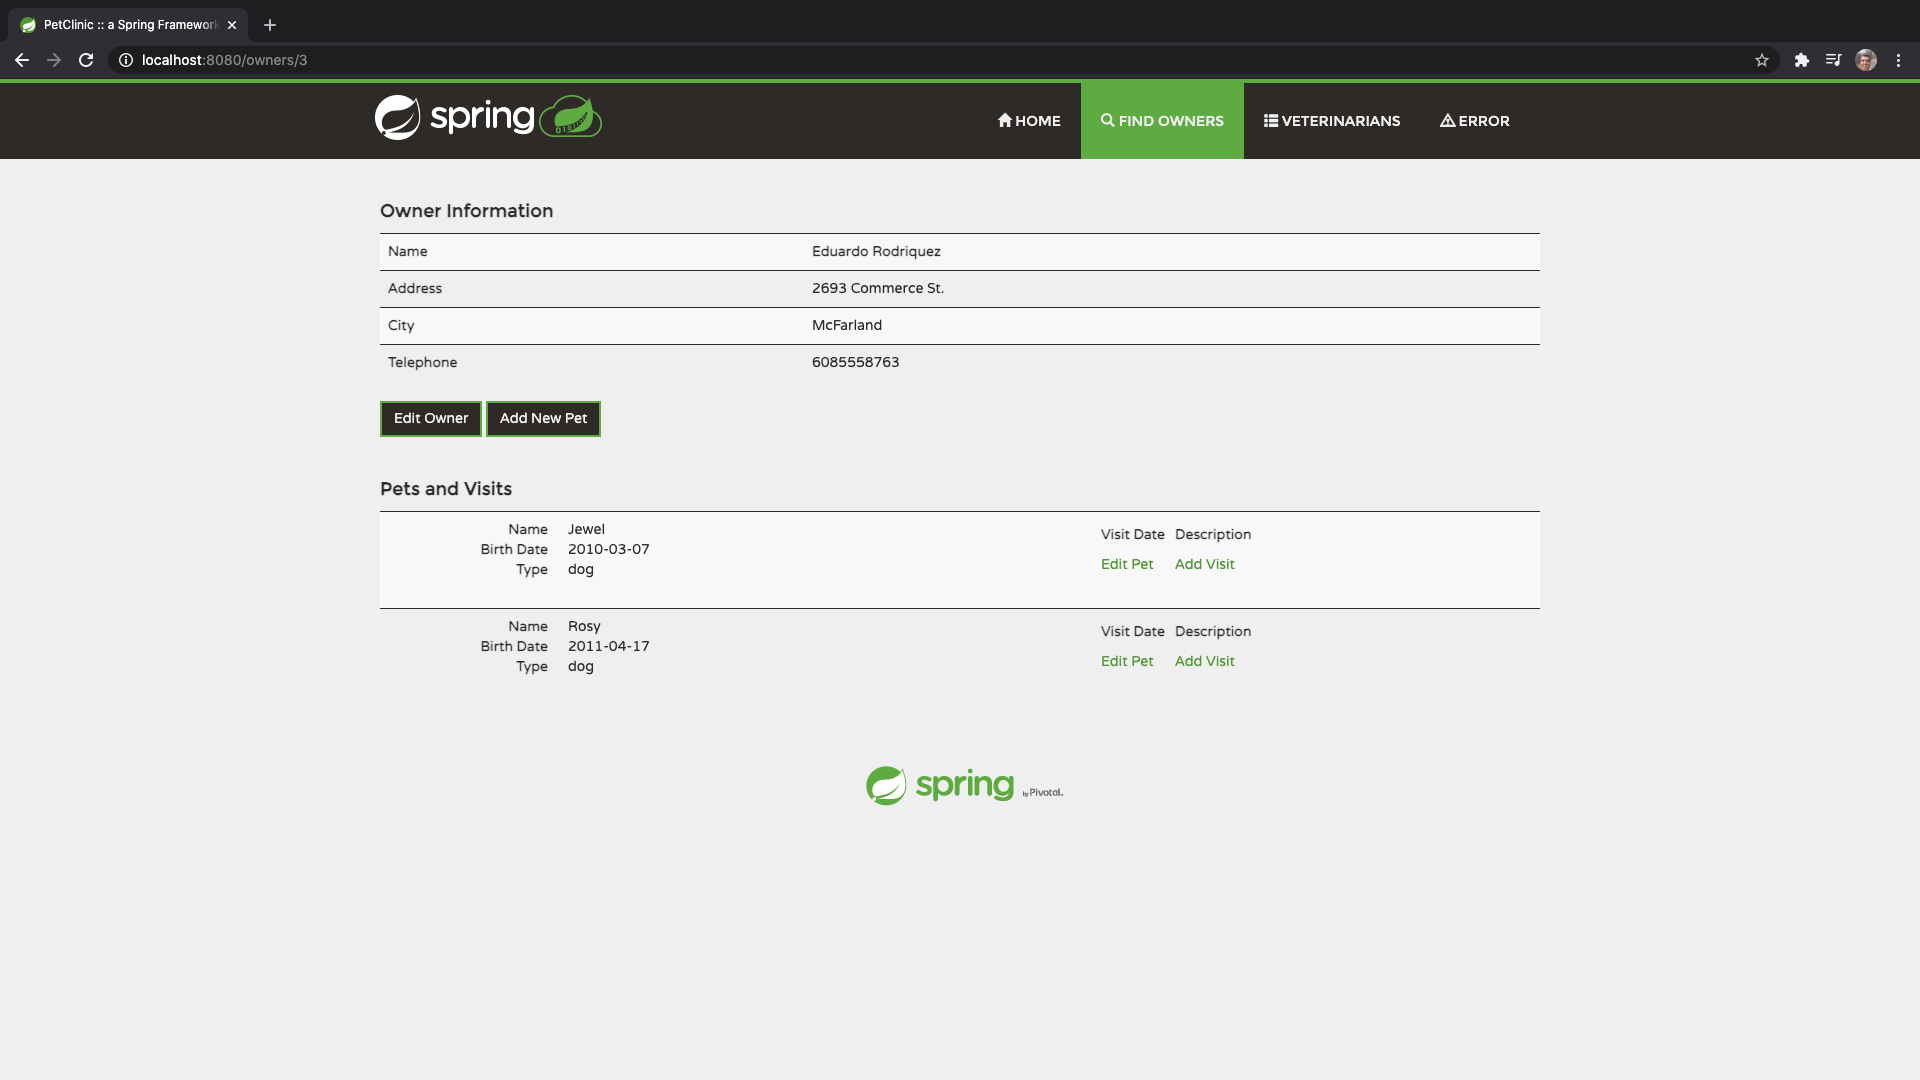 PetClinic :: a Spring Framework
localhost:8080/owners/3
spring
HOME
FIND OWNERS
VETERINARIANS
ERROR
Owner Information
Name Eduardo Rodriquez
Address 2693 Commerce St.
City McFarland
Telephone 6085558763
Edit Owner Add New Pet
Pets and Visits
Name Jewel
Birth Date 2010-03-07
Type dog
Visit Date Description
Edit Pet Add Visit
Name Rosy
Birth Date 2011-04-17
Type dog
Visit Date Description
Edit Pet Add Visit
spring by Pivotal.